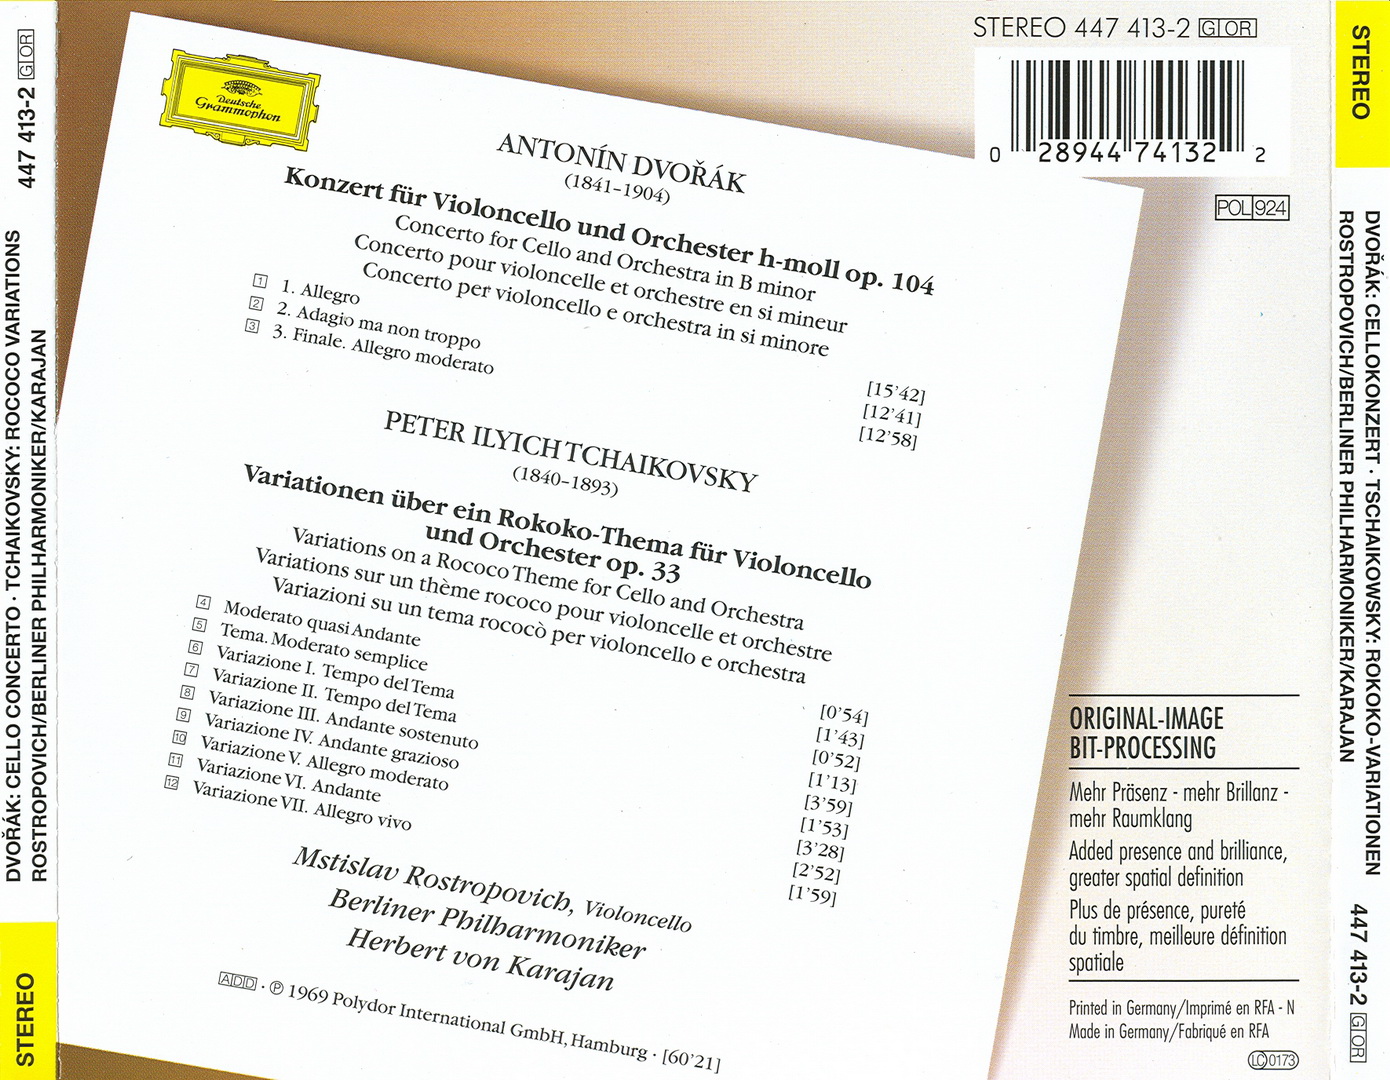 DVOŘÁK: CELLO CONCERTO · TCHAIKOVSKY: ROCOCO VARIATIONS
ROSTROPOVICH/BERLINER PHILHARMONIKER/KARAJAN
447 413-2 GOR
STEREO
Deutsche
Grammophon
ANTONÍN DVOŘÁK
(1841-1904)
Konzert für Violoncello und Orchester h-moll op. 104
Concerto for Cello and Orchestra in B minor
Concerto pour violoncelle et orchestre en si mineur
Concerto per violoncello e orchestra in si minore
1 1. Allegro [15'42]
2 2. Adagio ma non troppo [12'41]
3 3. Finale. Allegro moderato [12'58]
PETER ILYICH TCHAIKOVSKY
(1840-1893)
Variationen über ein Rokoko-Thema für Violoncello
und Orchester op. 33
Variations on a Rococo Theme for Cello and Orchestra
Variations sur un thème rococo pour violoncelle et orchestre
Variazioni su un tema rococò per violoncello e orchestra
4 Moderato quasi Andante [0'54]
5 Tema. Moderato semplice [1'43]
6 Variazione I. Tempo del Tema [0'52]
7 Variazione II. Tempo del Tema [1'13]
8 Variazione III. Andante sostenuto [3'59]
9 Variazione IV. Andante grazioso [1'53]
10 Variazione V. Allegro moderato [3'28]
11 Variazione VI. Andante [2'52]
12 Variazione VII. Allegro vivo [1'59]
Mstislav Rostropovich, Violoncello
Berliner Philharmoniker
Herbert von Karajan
ADD · ℗ 1969 Polydor International GmbH, Hamburg · [60'21]
STEREO 447 413-2 GOR
0 28944 74132 2
POL 924
ORIGINAL-IMAGE
BIT-PROCESSING
Mehr Präsenz - mehr Brillanz -
mehr Raumklang
Added presence and brilliance,
greater spatial definition
Plus de présence, pureté
du timbre, meilleure définition
spatiale
Printed in Germany/Imprimé en RFA - N
Made in Germany/Fabriqué en RFA
LC 0173
STEREO
DVOŘÁK: CELLOKONZERT · TSCHAIKOWSKY: ROKOKO-VARIATIONEN
ROSTROPOVICH/BERLINER PHILHARMONIKER/KARAJAN
447 413-2 GOR